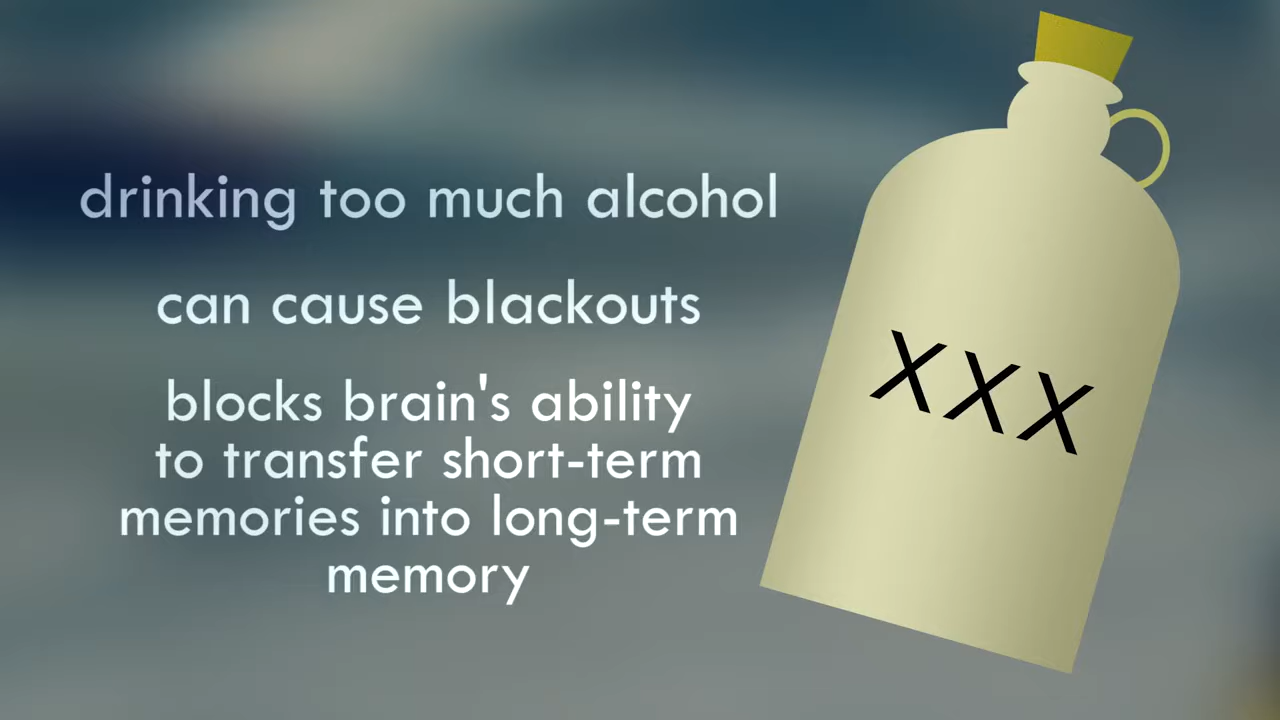 drinking too much alcohol
can cause blackouts
blocks brain's ability
to transfer short-term
memories into long-term
memory
XXX